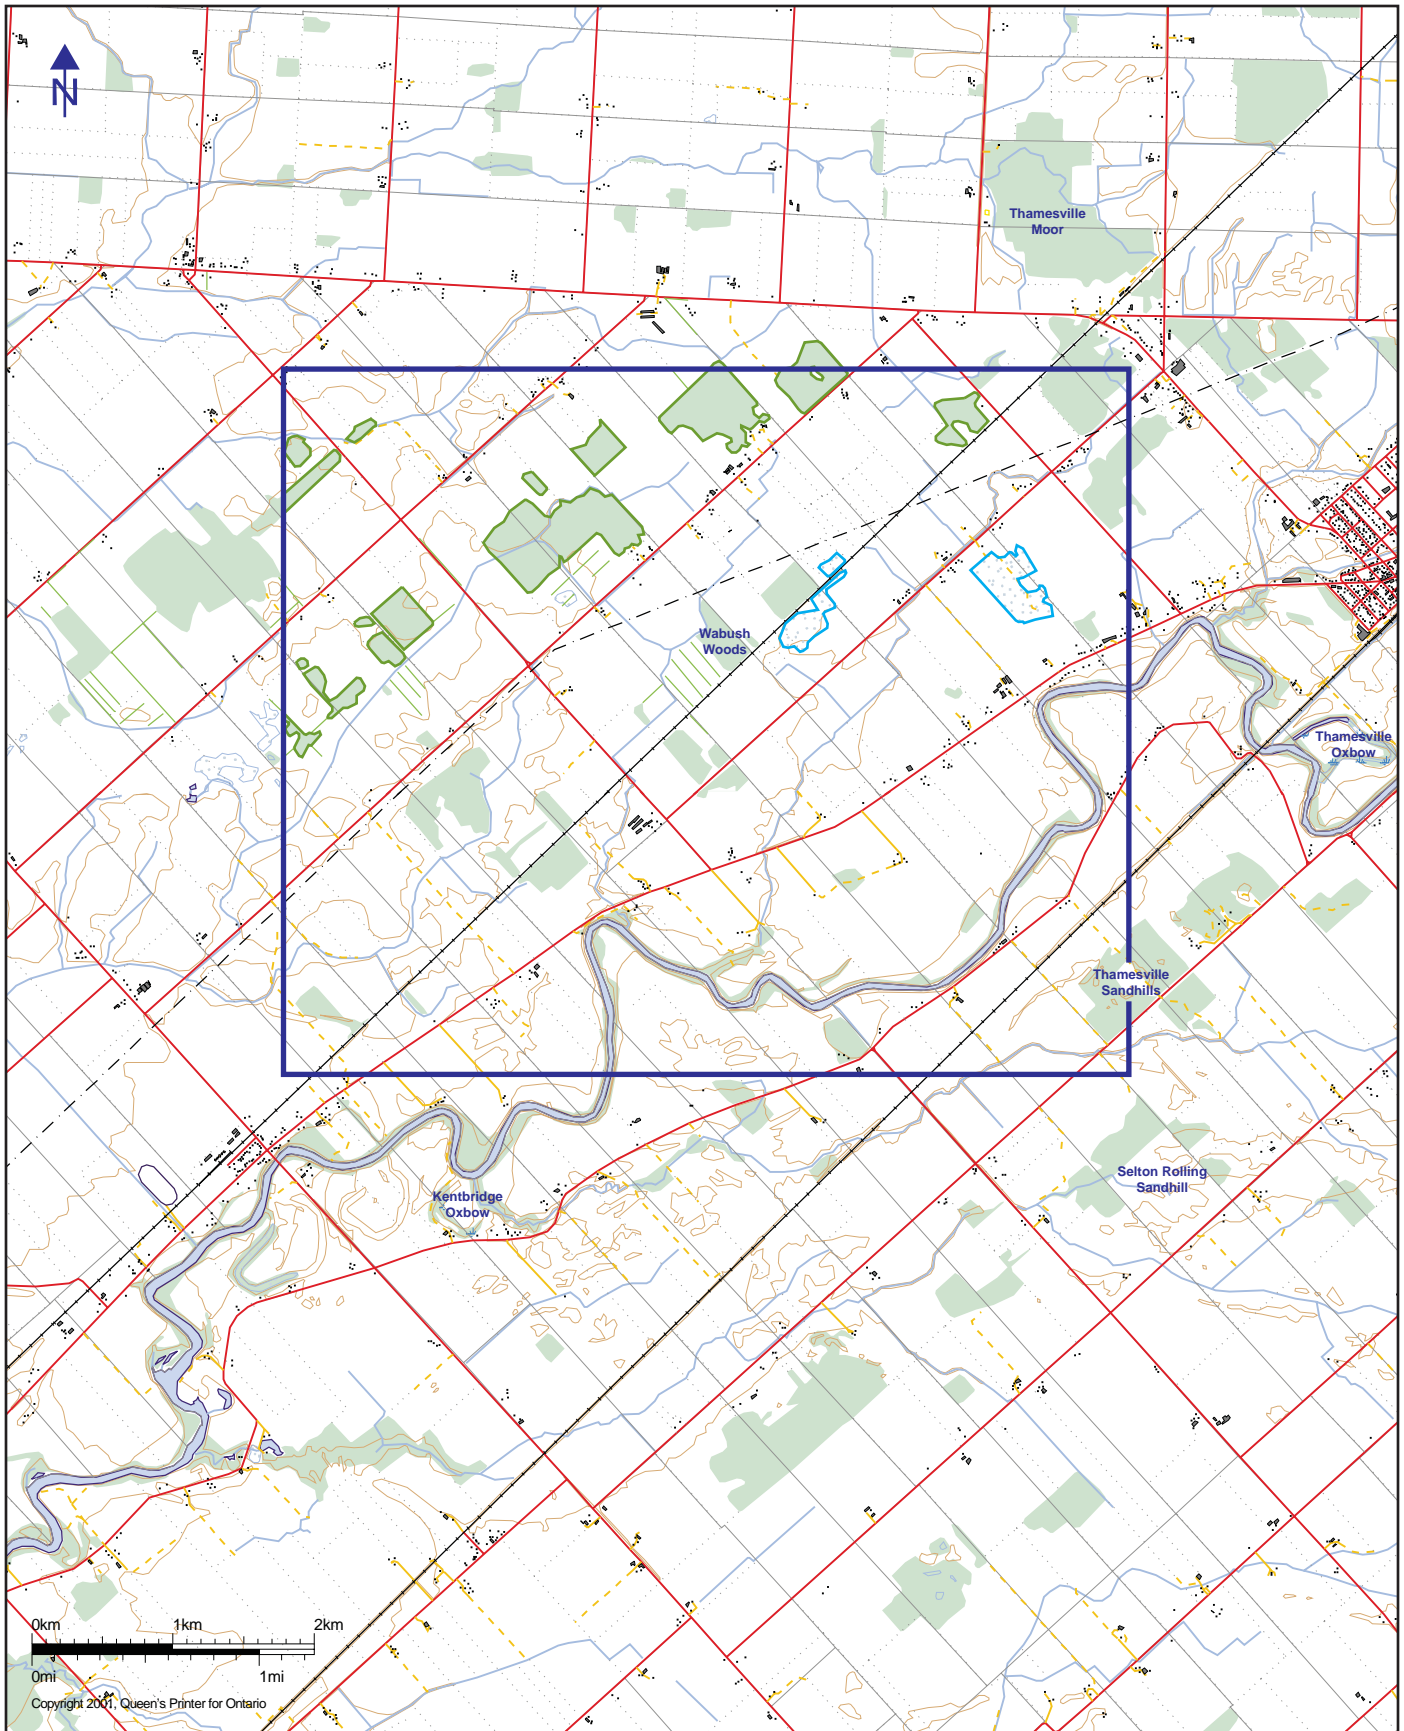 N
Thamesville
Moor
Wabush
Woods
Thamesville
Oxbow
Thamesville
Sandhills
Selton Rolling
Sandhill
Kentbridge
Oxbow
0km 1km 2km
0mi 1mi
Copyright 2001, Queen's Printer for Ontario